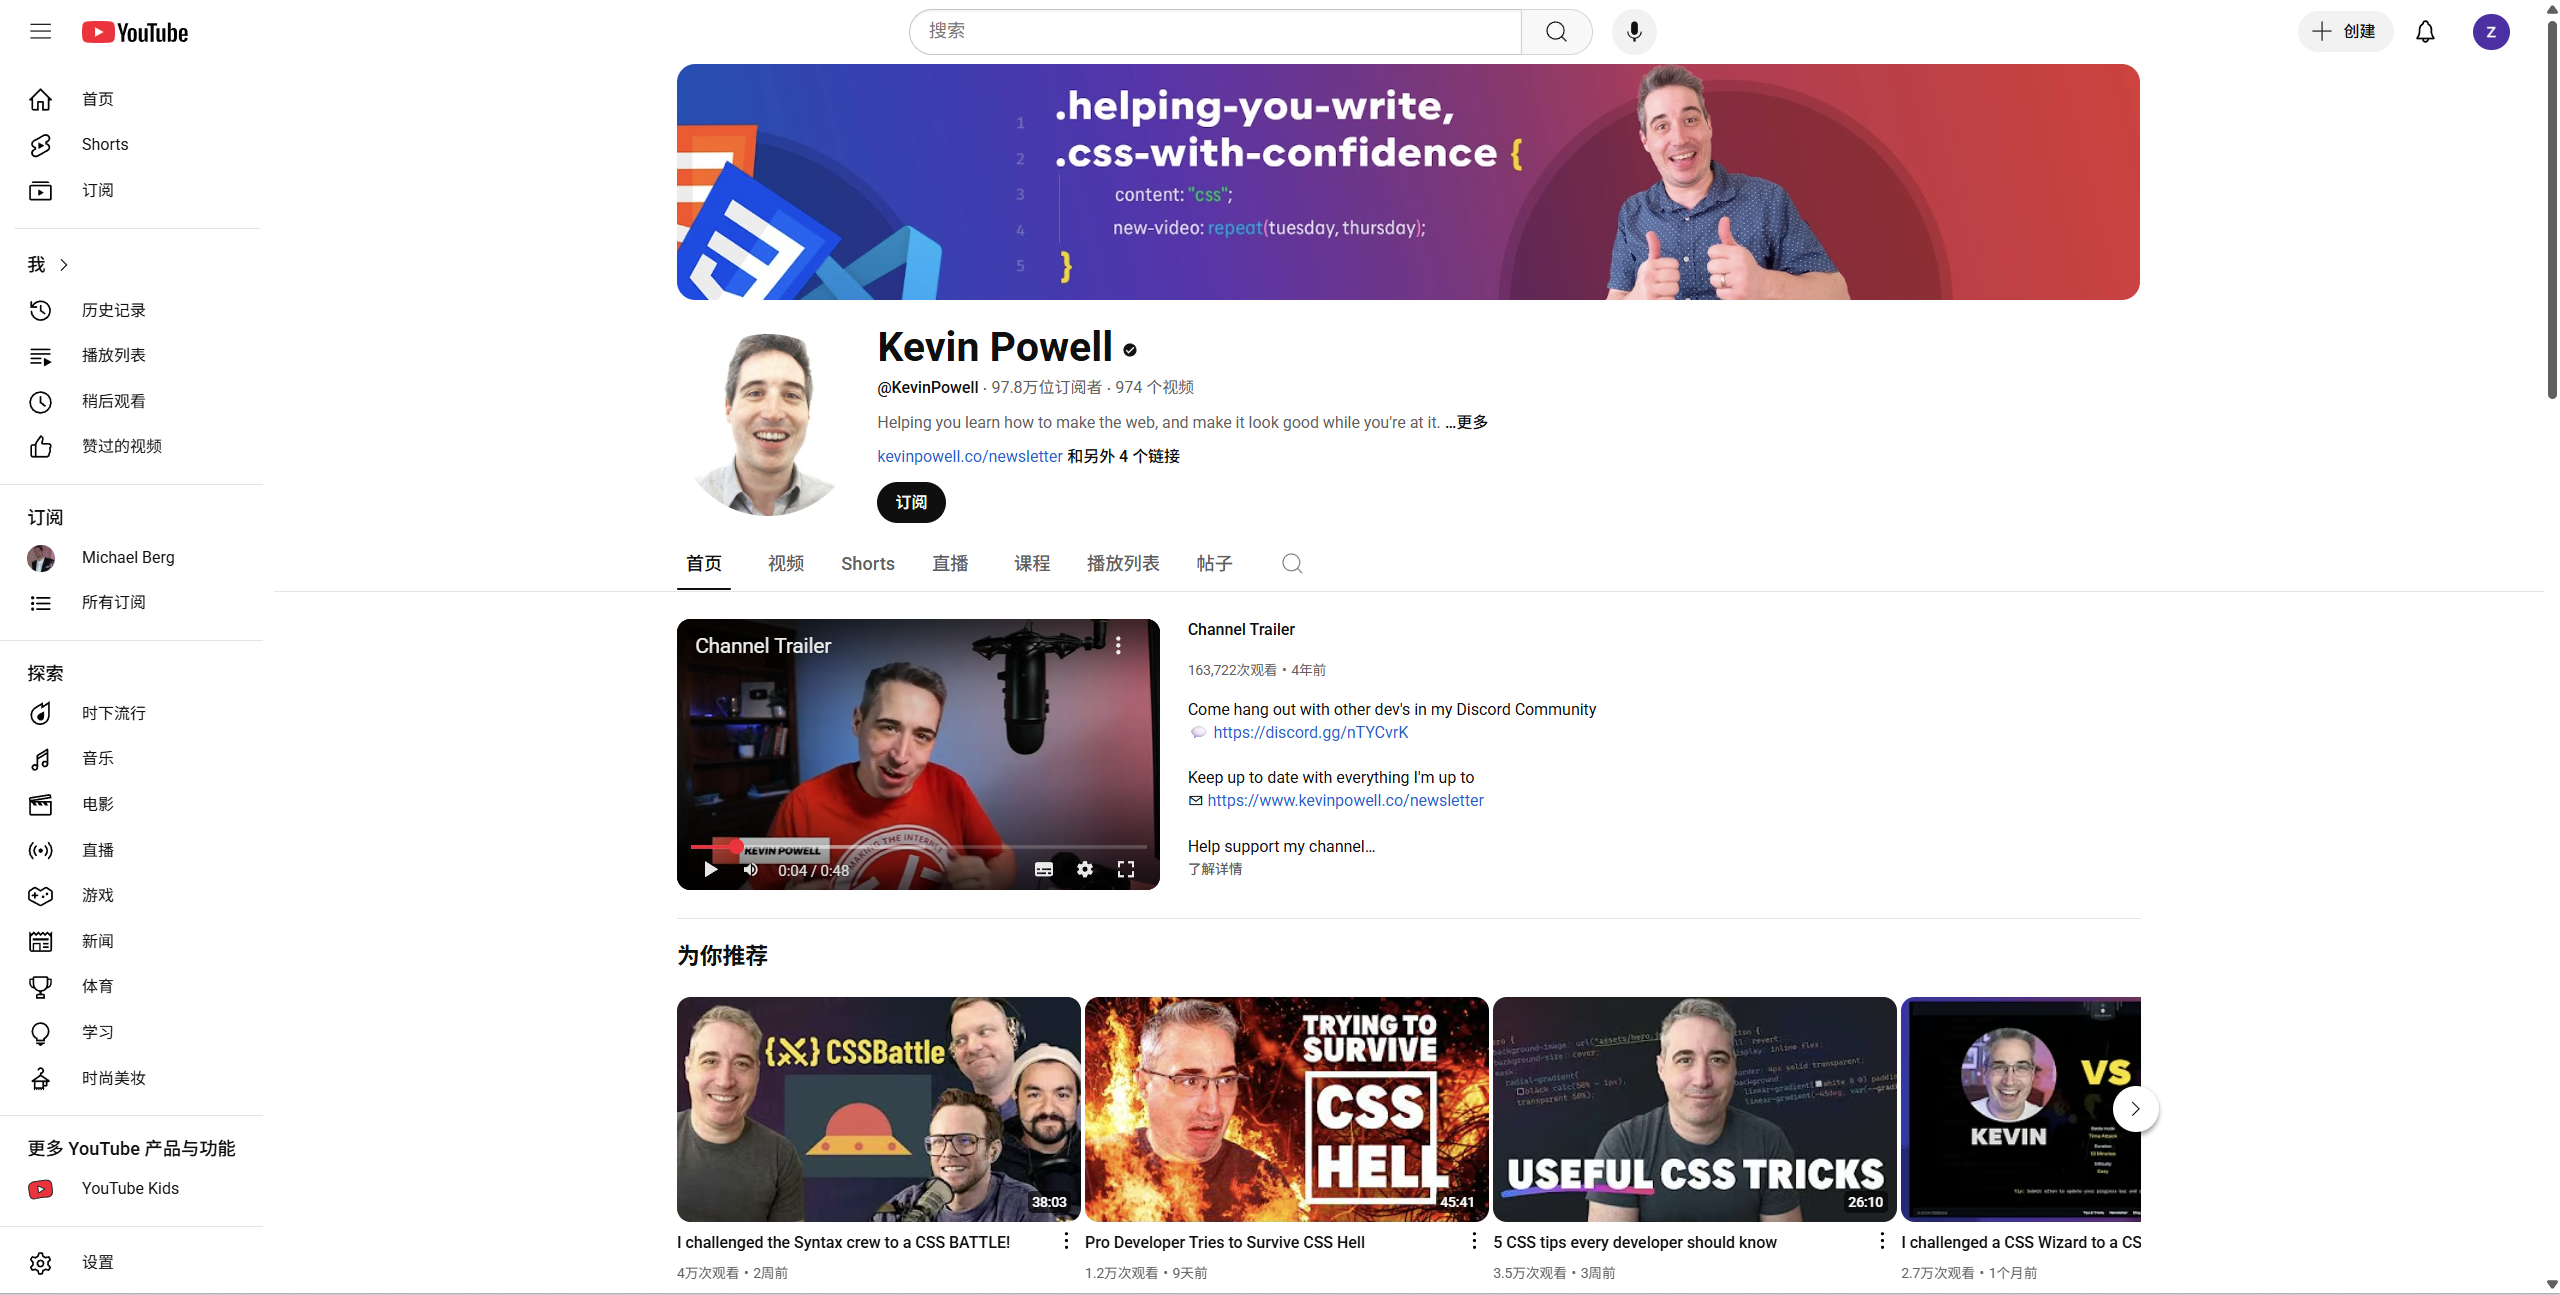 YouTube
搜索
创建
Z
首页
Shorts
订阅
我
历史记录
播放列表
稍后观看
赞过的视频
订阅
Michael Berg
所有订阅
探索
时下流行
音乐
电影
直播
游戏
新闻
体育
学习
时尚美妆
更多 YouTube 产品与功能
YouTube Kids
设置
1 .helping-you-write,
2 .css-with-confidence {
3 content: "css";
4 new-video: repeat(tuesday, thursday);
5 }
Kevin Powell
@KevinPowell · 97.8万位订阅者 · 974 个视频
Helping you learn how to make the web, and make it look good while you're at it. ...更多
kevinpowell.co/newsletter 和另外 4 个链接
订阅
首页 视频 Shorts 直播 课程 播放列表 帖子
Channel Trailer
KEVIN POWELL
MAKING THE INTERNET
0:04 / 0:48
Channel Trailer
163,722次观看 • 4年前
Come hang out with other dev's in my Discord Community
https://discord.gg/nTYCvrK
Keep up to date with everything I'm up to
https://www.kevinpowell.co/newsletter
Help support my channel...
了解详情
为你推荐
CSSBattle
38:03
I challenged the Syntax crew to a CSS BATTLE!
4万次观看 • 2周前
TRYING TO
SURVIVE
CSS
HELL
45:41
Pro Developer Tries to Survive CSS Hell
1.2万次观看 • 9天前
USEFUL CSS TRICKS
26:10
5 CSS tips every developer should know
3.5万次观看 • 3周前
VS
KEVIN
I challenged a CSS Wizard to a CS
2.7万次观看 • 1个月前